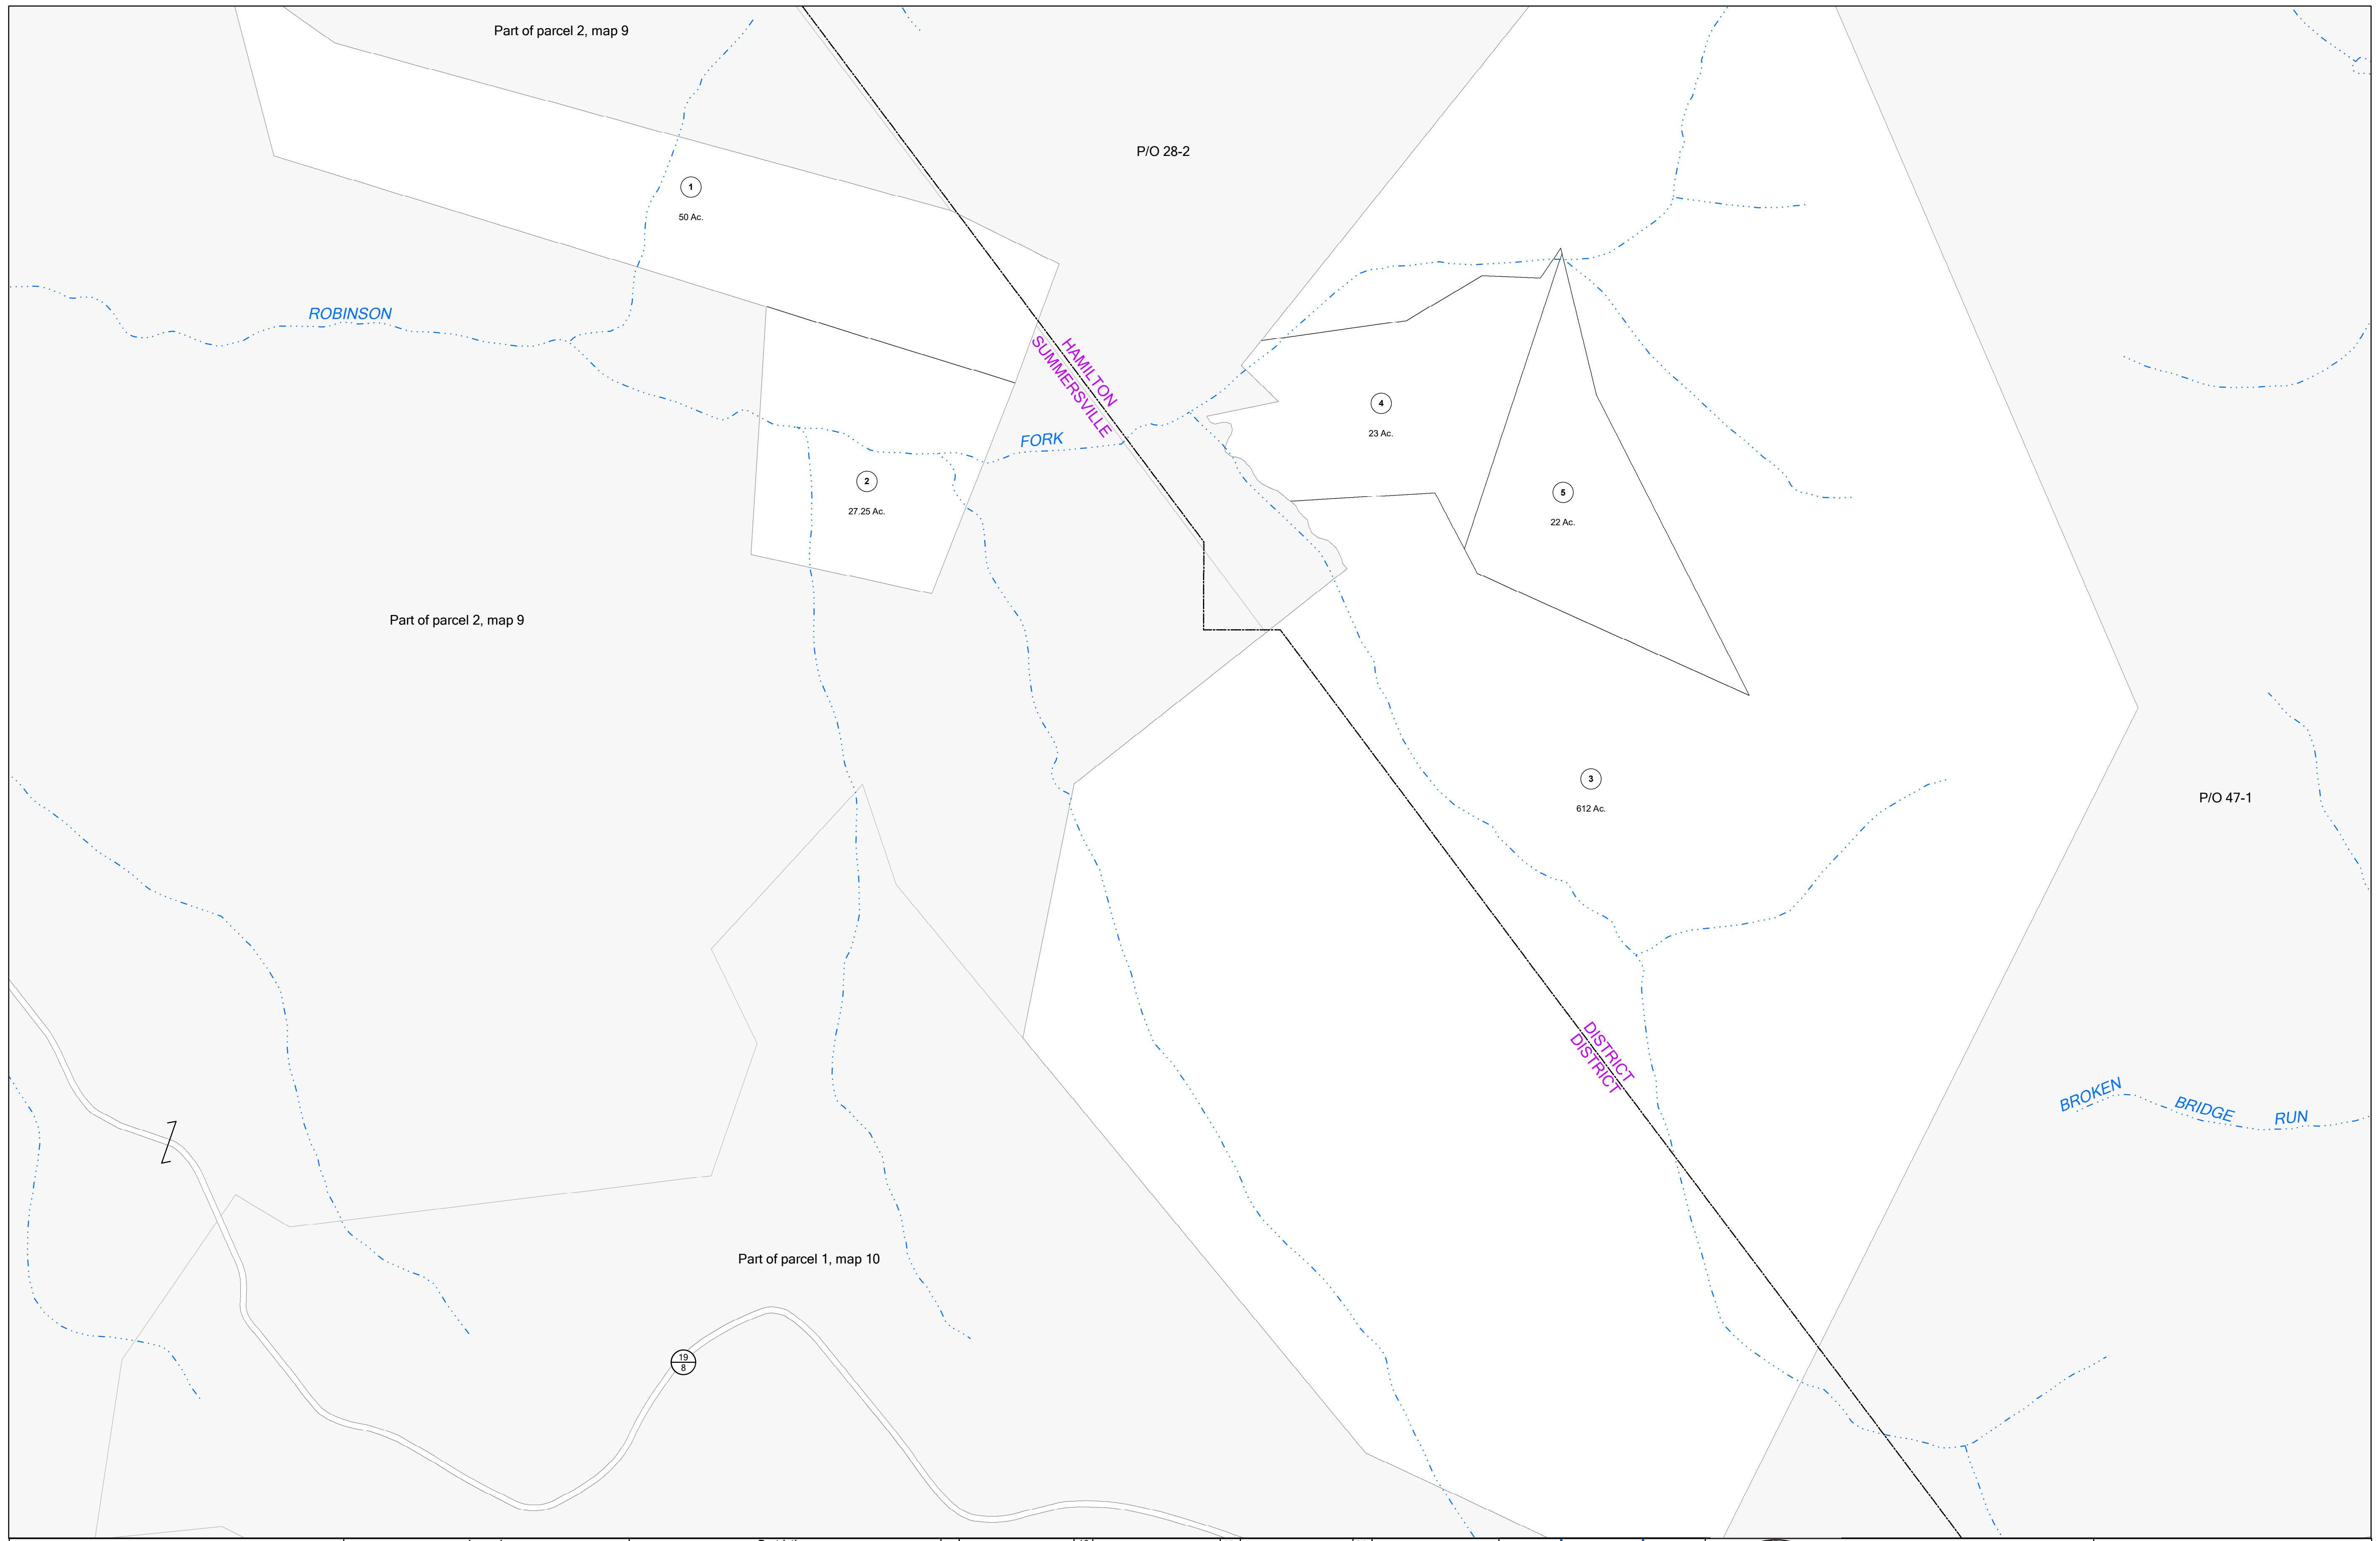 Part of parcel 2, map 9
P/O 28-2
1
50 Ac.
ROBINSON
HAMILTON
SUMMERSVILLE
FORK
4
23 Ac.
2
27.25 Ac.
5
22 Ac.
Part of parcel 2, map 9
3
612 Ac.
P/O 47-1
DISTRICT
DISTRICT
BROKEN
BRIDGE
RUN
Part of parcel 1, map 10
19
8